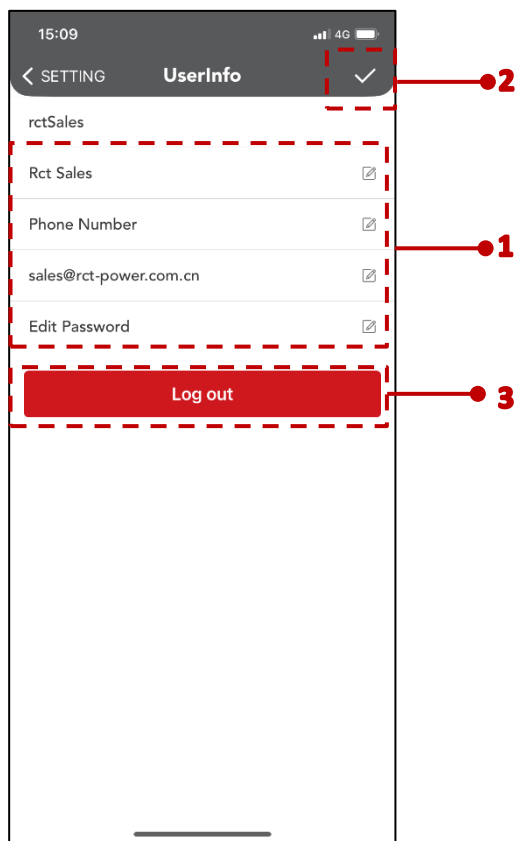 15:09 4G
SETTING UserInfo
2
rctSales
Rct Sales
Phone Number
1
sales@rct-power.com.cn
Edit Password
Log out
3